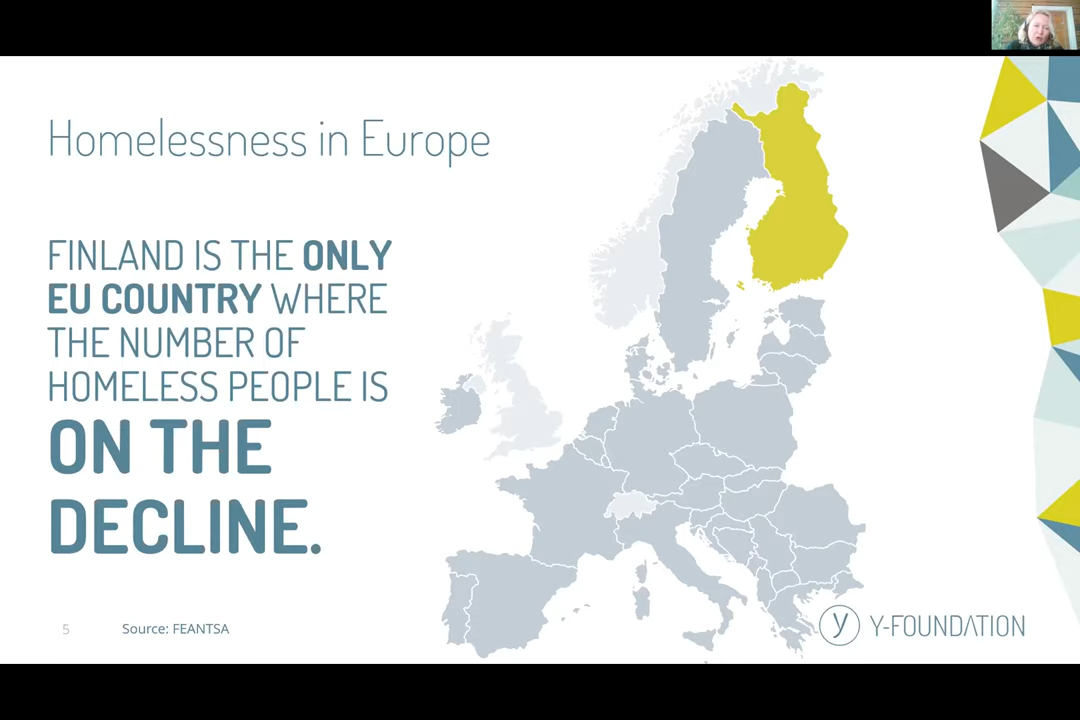 Homelessness in Europe
FINLAND IS THE ONLY
EU COUNTRY WHERE
THE NUMBER OF
HOMELESS PEOPLE IS
ON THE
DECLINE.
5
Source: FEANTSA
y
Y-FOUNDATION